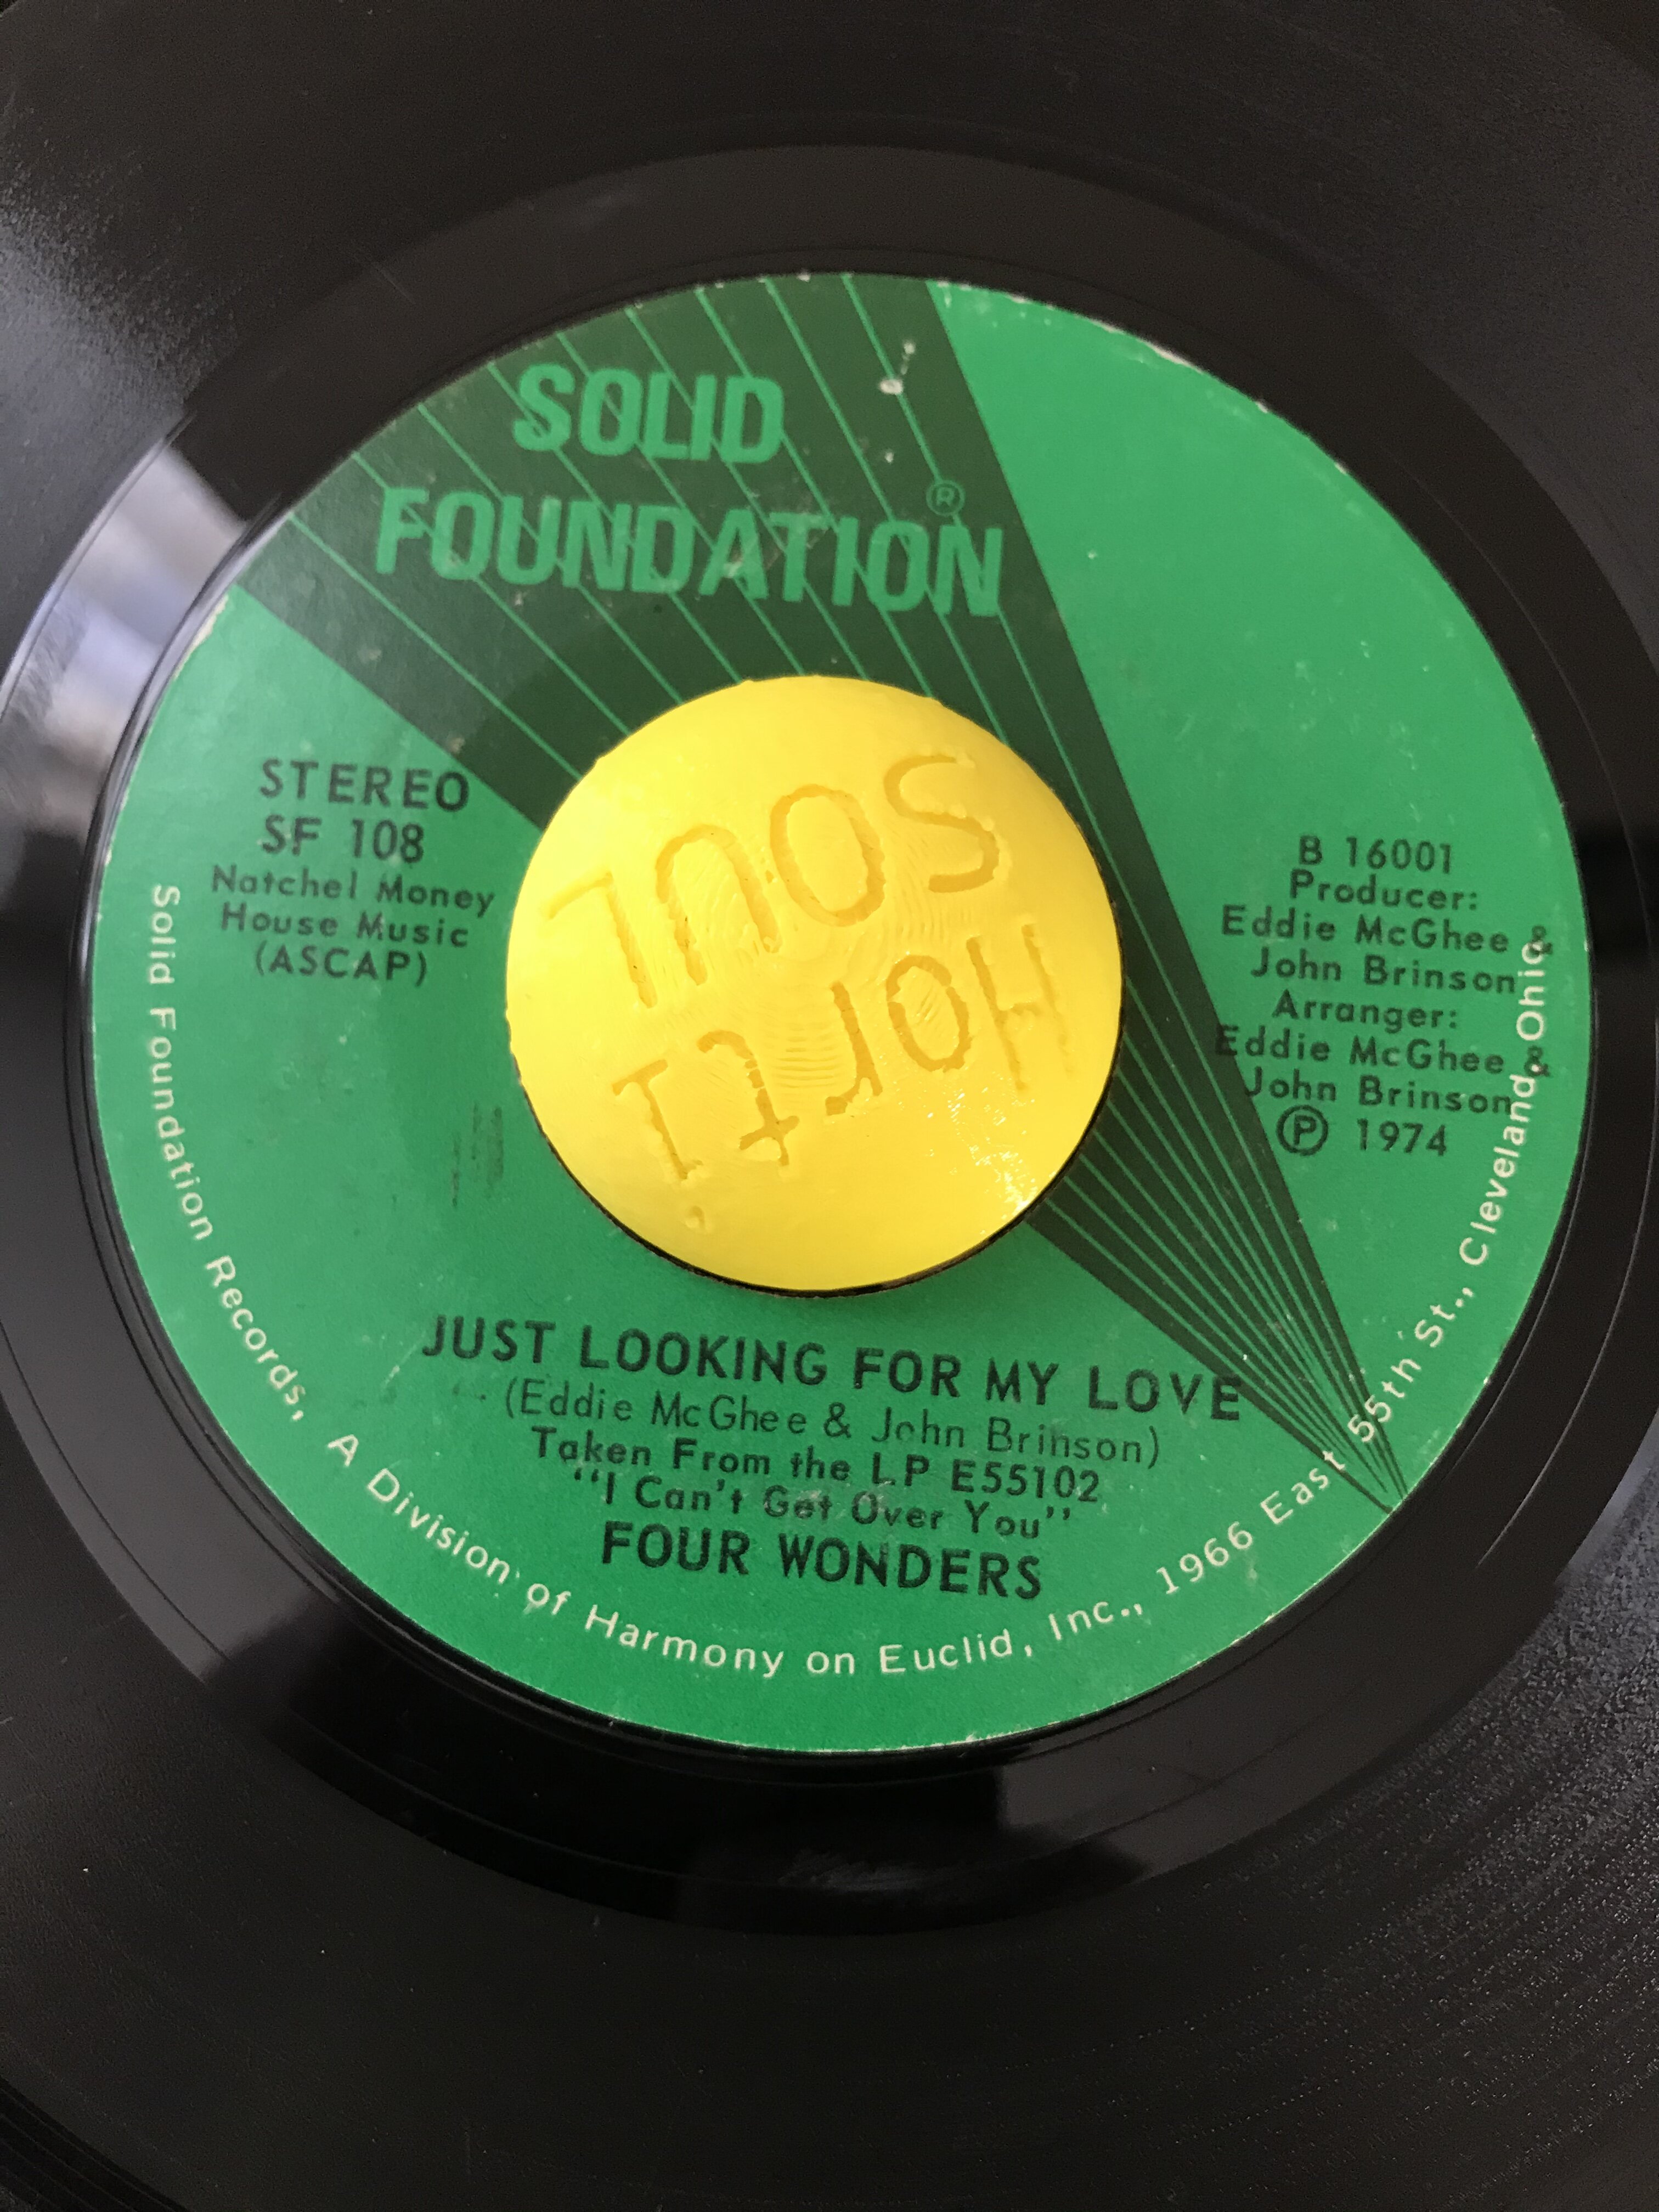 SOLID
FOUNDATION®
STEREO
SF 108
Natchel Money
House Music
(ASCAP)
HortI
SOUL
B 16001
Producer:
Eddie McGhee &
John Brinson
Arranger:
Eddie McGhee &
John Brinson
Ⓟ 1974
JUST LOOKING FOR MY LOVE
(Eddie McGhee & John Brinson)
Taken From the LP E55102
“I Can't Get Over You”
FOUR WONDERS
Solid Foundation Records, A Division of Harmony on Euclid, Inc., 1966 East 55th St., Cleveland, Ohio